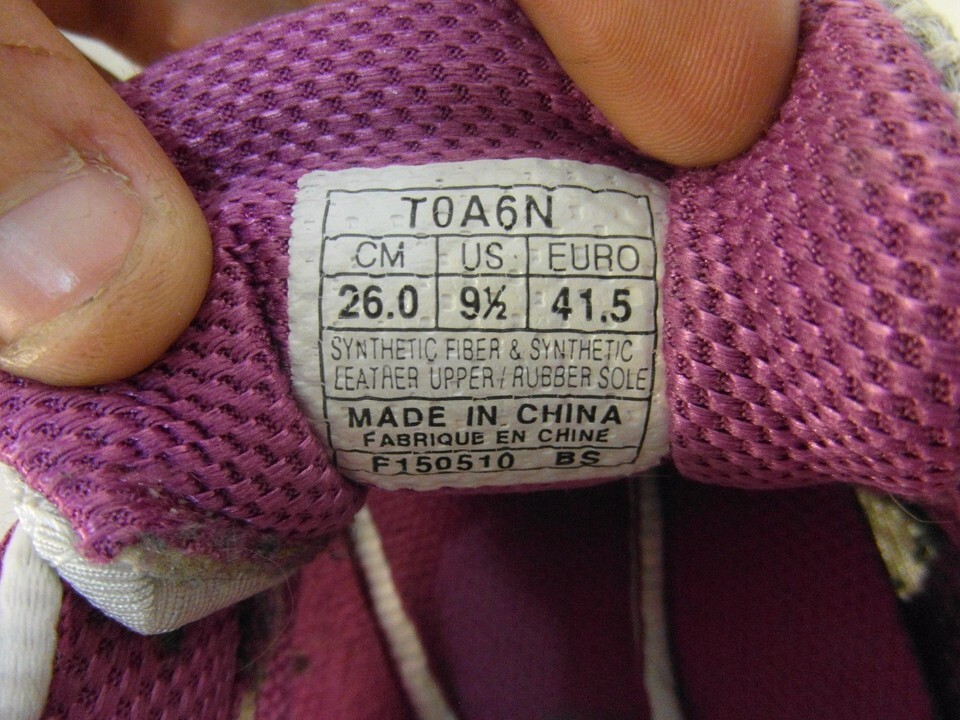 T0A6N
CM US EURO
26.0 9½ 41.5
SYNTHETIC FIBER & SYNTHETIC
LEATHER UPPER / RUBBER SOLE
MADE IN CHINA
FABRIQUE EN CHINE
F150510 BS